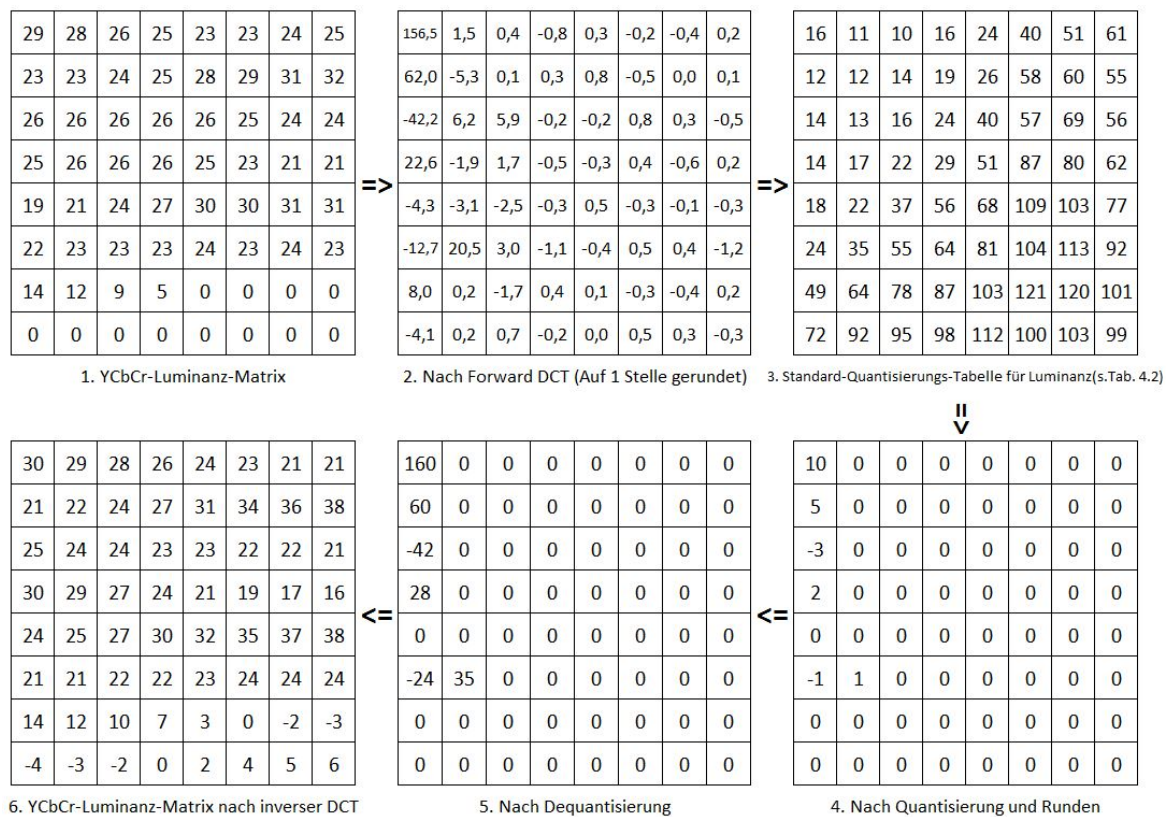 29 28 26 25 23 23 24 25
23 23 24 25 28 29 31 32
26 26 26 26 26 25 24 24
25 26 26 26 25 23 21 21
19 21 24 27 30 30 31 31
22 23 23 23 24 23 24 23
14 12 9 5 0 0 0 0
0 0 0 0 0 0 0 0
1. YCbCr-Luminanz-Matrix
=>
156,5 1,5 0,4 -0,8 0,3 -0,2 -0,4 0,2
62,0 -5,3 0,1 0,3 0,8 -0,5 0,0 0,1
-42,2 6,2 5,9 -0,2 -0,2 0,8 0,3 -0,5
22,6 -1,9 1,7 -0,5 -0,3 0,4 -0,6 0,2
-4,3 -3,1 -2,5 -0,3 0,5 -0,3 -0,1 -0,3
-12,7 20,5 3,0 -1,1 -0,4 0,5 0,4 -1,2
8,0 0,2 -1,7 0,4 0,1 -0,3 -0,4 0,2
-4,1 0,2 0,7 -0,2 0,0 0,5 0,3 -0,3
2. Nach Forward DCT (Auf 1 Stelle gerundet)
=>
16 11 10 16 24 40 51 61
12 12 14 19 26 58 60 55
14 13 16 24 40 57 69 56
14 17 22 29 51 87 80 62
18 22 37 56 68 109 103 77
24 35 55 64 81 104 113 92
49 64 78 87 103 121 120 101
72 92 95 98 112 100 103 99
3. Standard-Quantisierungs-Tabelle für Luminanz(s.Tab. 4.2)
=>
30 29 28 26 24 23 21 21
21 22 24 27 31 34 36 38
25 24 24 23 23 22 22 21
30 29 27 24 21 19 17 16
24 25 27 30 32 35 37 38
21 21 22 22 23 24 24 24
14 12 10 7 3 0 -2 -3
-4 -3 -2 0 2 4 5 6
6. YCbCr-Luminanz-Matrix nach inverser DCT
<=
160 0 0 0 0 0 0 0
60 0 0 0 0 0 0 0
-42 0 0 0 0 0 0 0
28 0 0 0 0 0 0 0
0 0 0 0 0 0 0 0
-24 35 0 0 0 0 0 0
0 0 0 0 0 0 0 0
0 0 0 0 0 0 0 0
5. Nach Dequantisierung
<=
10 0 0 0 0 0 0 0
5 0 0 0 0 0 0 0
-3 0 0 0 0 0 0 0
2 0 0 0 0 0 0 0
0 0 0 0 0 0 0 0
-1 1 0 0 0 0 0 0
0 0 0 0 0 0 0 0
0 0 0 0 0 0 0 0
4. Nach Quantisierung und Runden